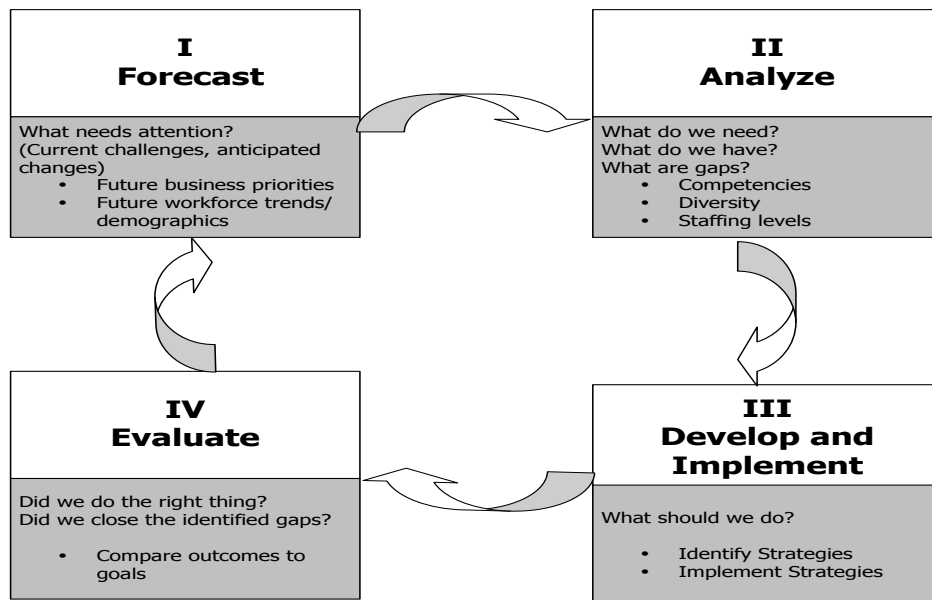 I
Forecast
What needs attention?
(Current challenges, anticipated
changes)
• Future business priorities
• Future workforce trends/
demographics
II
Analyze
What do we need?
What do we have?
What are gaps?
• Competencies
• Diversity
• Staffing levels
III
Develop and
Implement
What should we do?
• Identify Strategies
• Implement Strategies
IV
Evaluate
Did we do the right thing?
Did we close the identified gaps?
• Compare outcomes to
goals